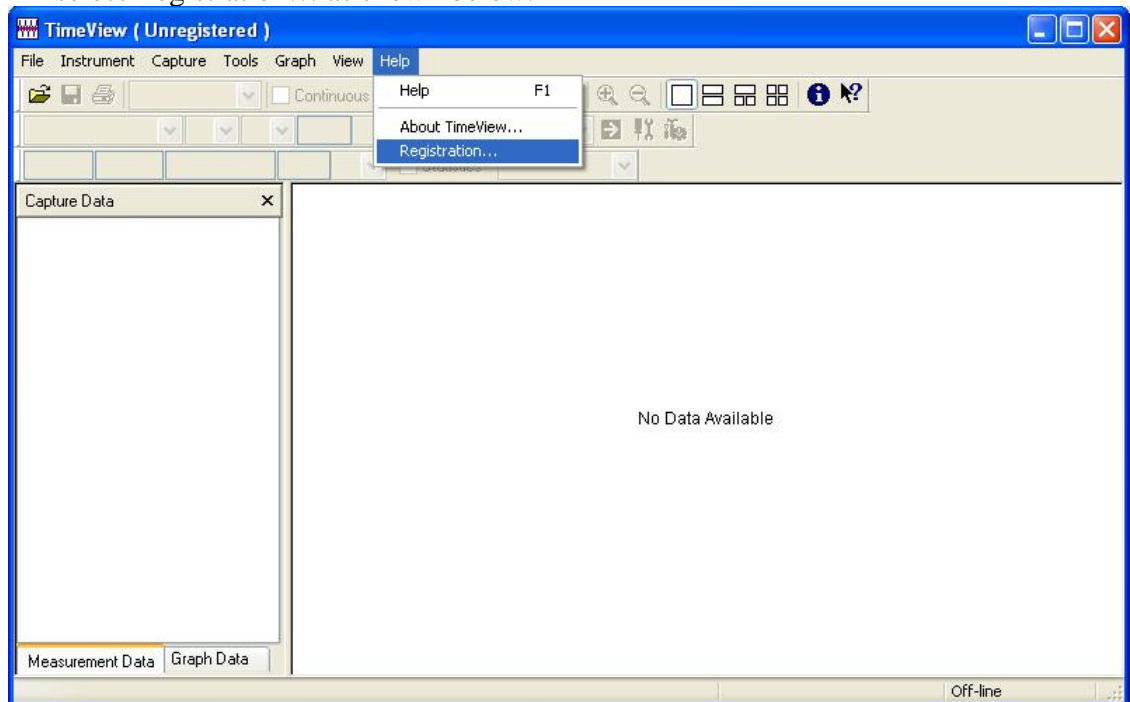 TimeView ( Unregistered )
File Instrument Capture Tools Graph View Help
Continuous
Help F1
About TimeView...
Registration...
Statistics
Capture Data
No Data Available
Measurement Data Graph Data
Off-line